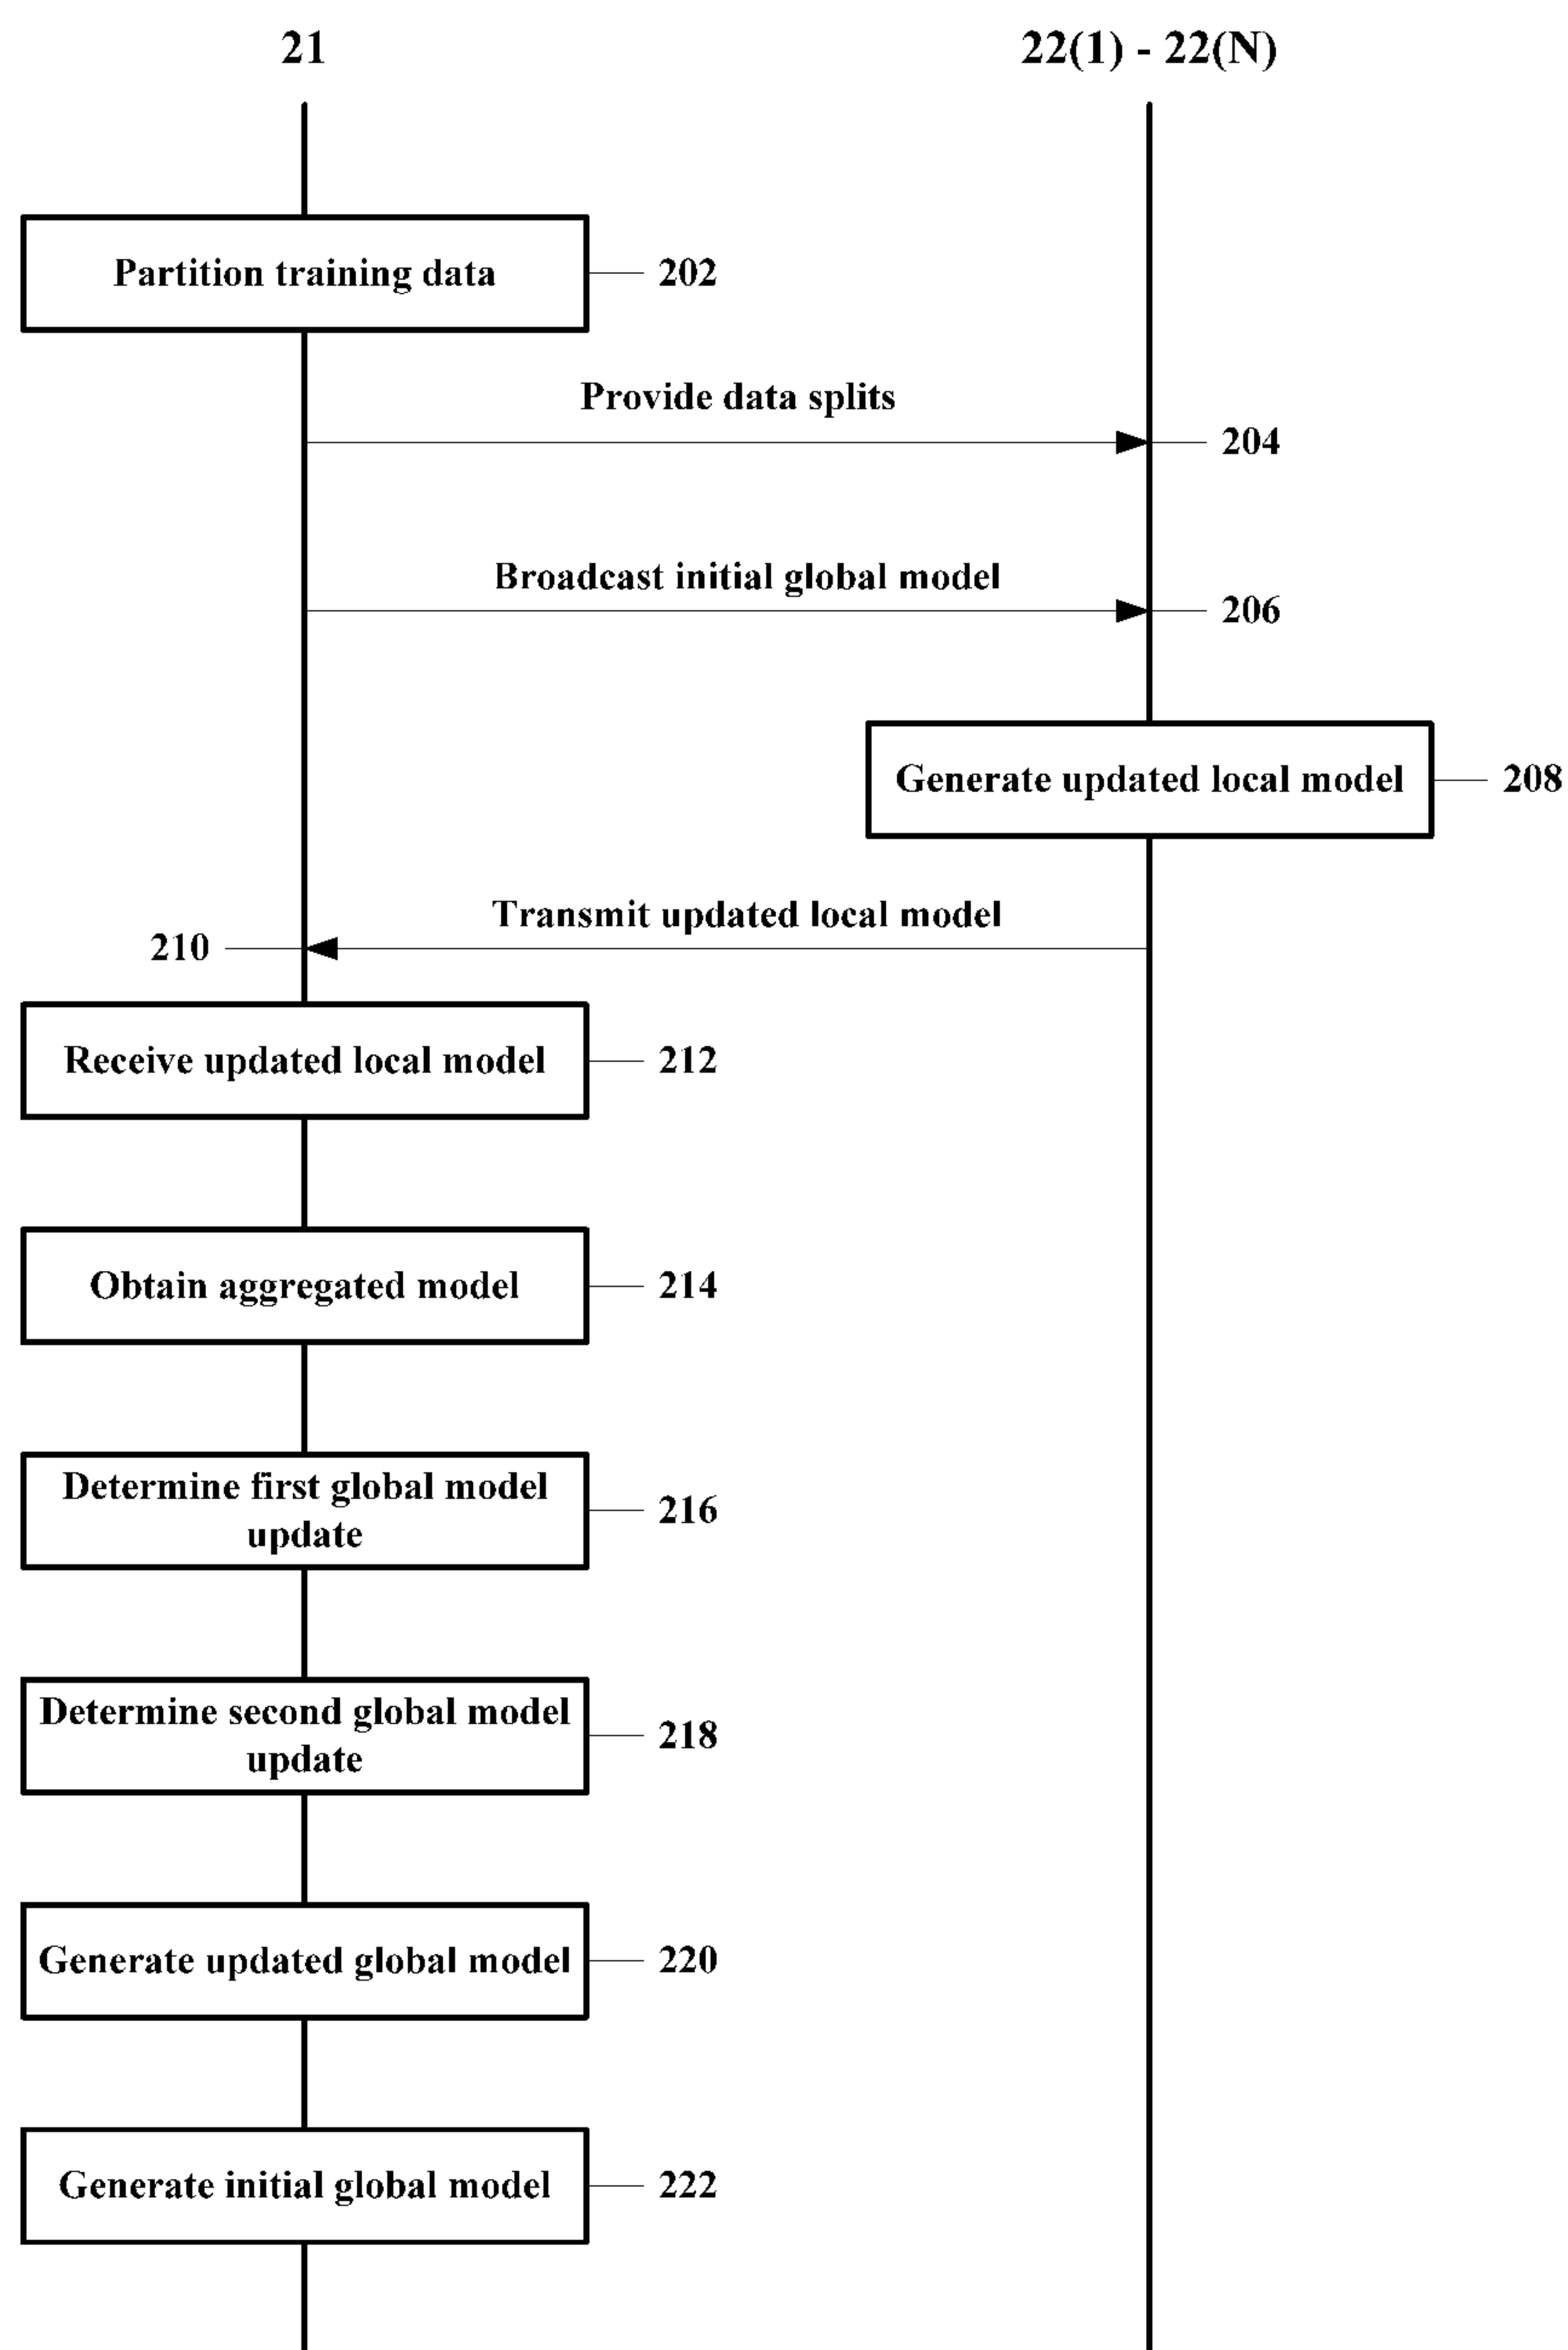 21
22(1) - 22(N)
Partition training data
202
Provide data splits
204
Broadcast initial global model
206
Generate updated local model
208
Transmit updated local model
210
Receive updated local model
212
Obtain aggregated model
214
Determine first global model
update
216
Determine second global model
update
218
Generate updated global model
220
Generate initial global model
222